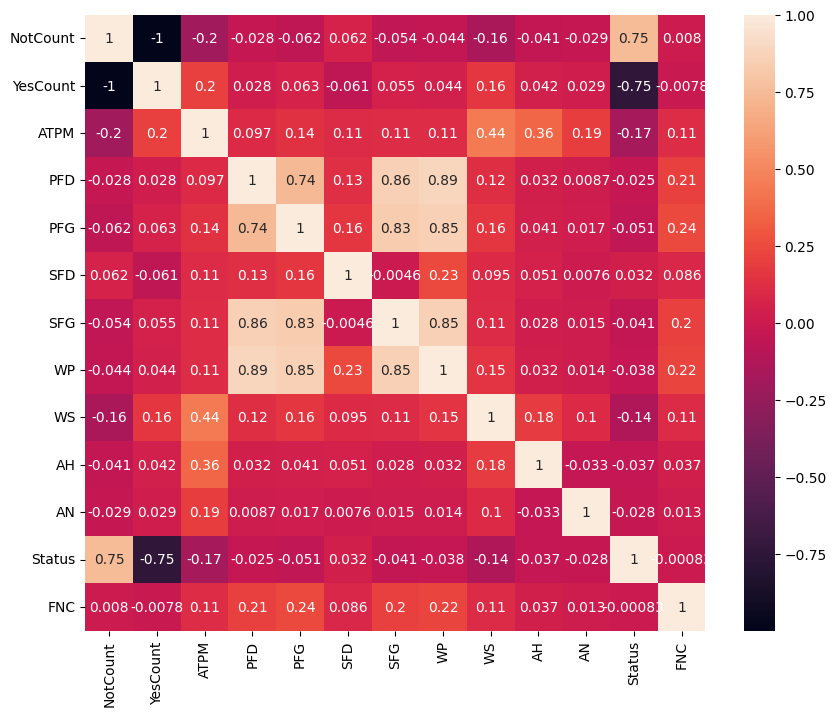 NotCount 1 -1 -0.2 -0.028 -0.062 0.062 -0.054 -0.044 -0.16 -0.041 -0.029 0.75 0.008
YesCount -1 1 0.2 0.028 0.063 -0.061 0.055 0.044 0.16 0.042 0.029 -0.75 -0.0078
ATPM -0.2 0.2 1 0.097 0.14 0.11 0.11 0.11 0.44 0.36 0.19 -0.17 0.11
PFD -0.028 0.028 0.097 1 0.74 0.13 0.86 0.89 0.12 0.032 0.0087 -0.025 0.21
PFG -0.062 0.063 0.14 0.74 1 0.16 0.83 0.85 0.16 0.041 0.017 -0.051 0.24
SFD 0.062 -0.061 0.11 0.13 0.16 1 -0.0046 0.23 0.095 0.051 0.0076 0.032 0.086
SFG -0.054 0.055 0.11 0.86 0.83 -0.0046 1 0.85 0.11 0.028 0.015 -0.041 0.2
WP -0.044 0.044 0.11 0.89 0.85 0.23 0.85 1 0.15 0.032 0.014 -0.038 0.22
WS -0.16 0.16 0.44 0.12 0.16 0.095 0.11 0.15 1 0.18 0.1 -0.14 0.11
AH -0.041 0.042 0.36 0.032 0.041 0.051 0.028 0.032 0.18 1 -0.033 -0.037 0.037
AN -0.029 0.029 0.19 0.0087 0.017 0.0076 0.015 0.014 0.1 -0.033 1 -0.028 0.013
Status 0.75 -0.75 -0.17 -0.025 -0.051 0.032 -0.041 -0.038 -0.14 -0.037 -0.028 1 -0.00083
FNC 0.008 -0.0078 0.11 0.21 0.24 0.086 0.2 0.22 0.11 0.037 0.013 -0.00083 1
NotCount YesCount ATPM PFD PFG SFD SFG WP WS AH AN Status FNC
1.00
0.75
0.50
0.25
0.00
−0.25
−0.50
−0.75